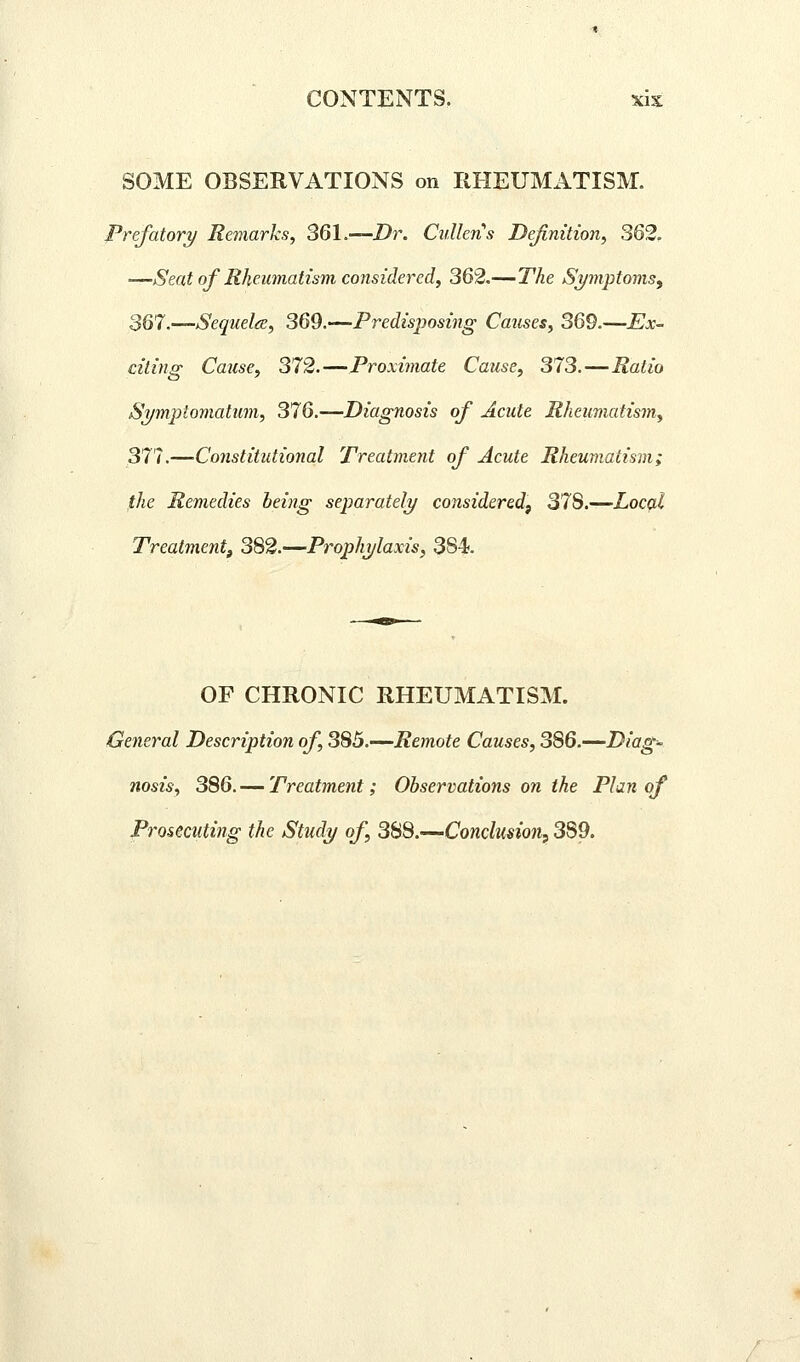 CONTENTS. xix
SOME OBSERVATIONS on RHEUMATISM.
Prefatory Remarks, 361.—Dr. Cullen's Definition, 362.
—Seat of Rheumatism considered, 362.—The Symptoms,
367.—Sequelæ, 369.—Predisposing Causes, 369.—Ex-
citing Cause, 372.—Proximate Cause, 373.—Ratio
Symptomatum, 376.—Diagnosis of Acute Rheumatism,
377.—Constitutional Treatment of Acute Rheumatism;
the Remedies being separately considered, 378.—Local
Treatment, 382.—Prophylaxis, 384.
OF CHRONIC RHEUMATISM.
General Description of, 385.—Remote Causes, 386.—Diag-
nosis, 386.—Treatment; Observations on the Plan of
Prosecuting the Study of, 388.—Conclusion, 389.